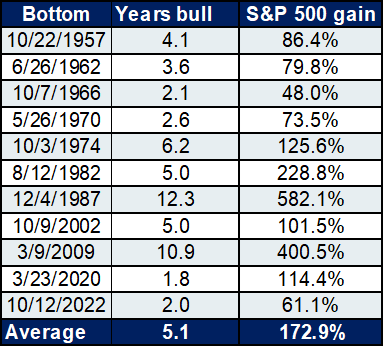 Bottom Years bull S&P 500 gain
10/22/1957 4.1 86.4%
6/26/1962 3.6 79.8%
10/7/1966 2.1 48.0%
5/26/1970 2.6 73.5%
10/3/1974 6.2 125.6%
8/12/1982 5.0 228.8%
12/4/1987 12.3 582.1%
10/9/2002 5.0 101.5%
3/9/2009 10.9 400.5%
3/23/2020 1.8 114.4%
10/12/2022 2.0 61.1%
Average 5.1 172.9%